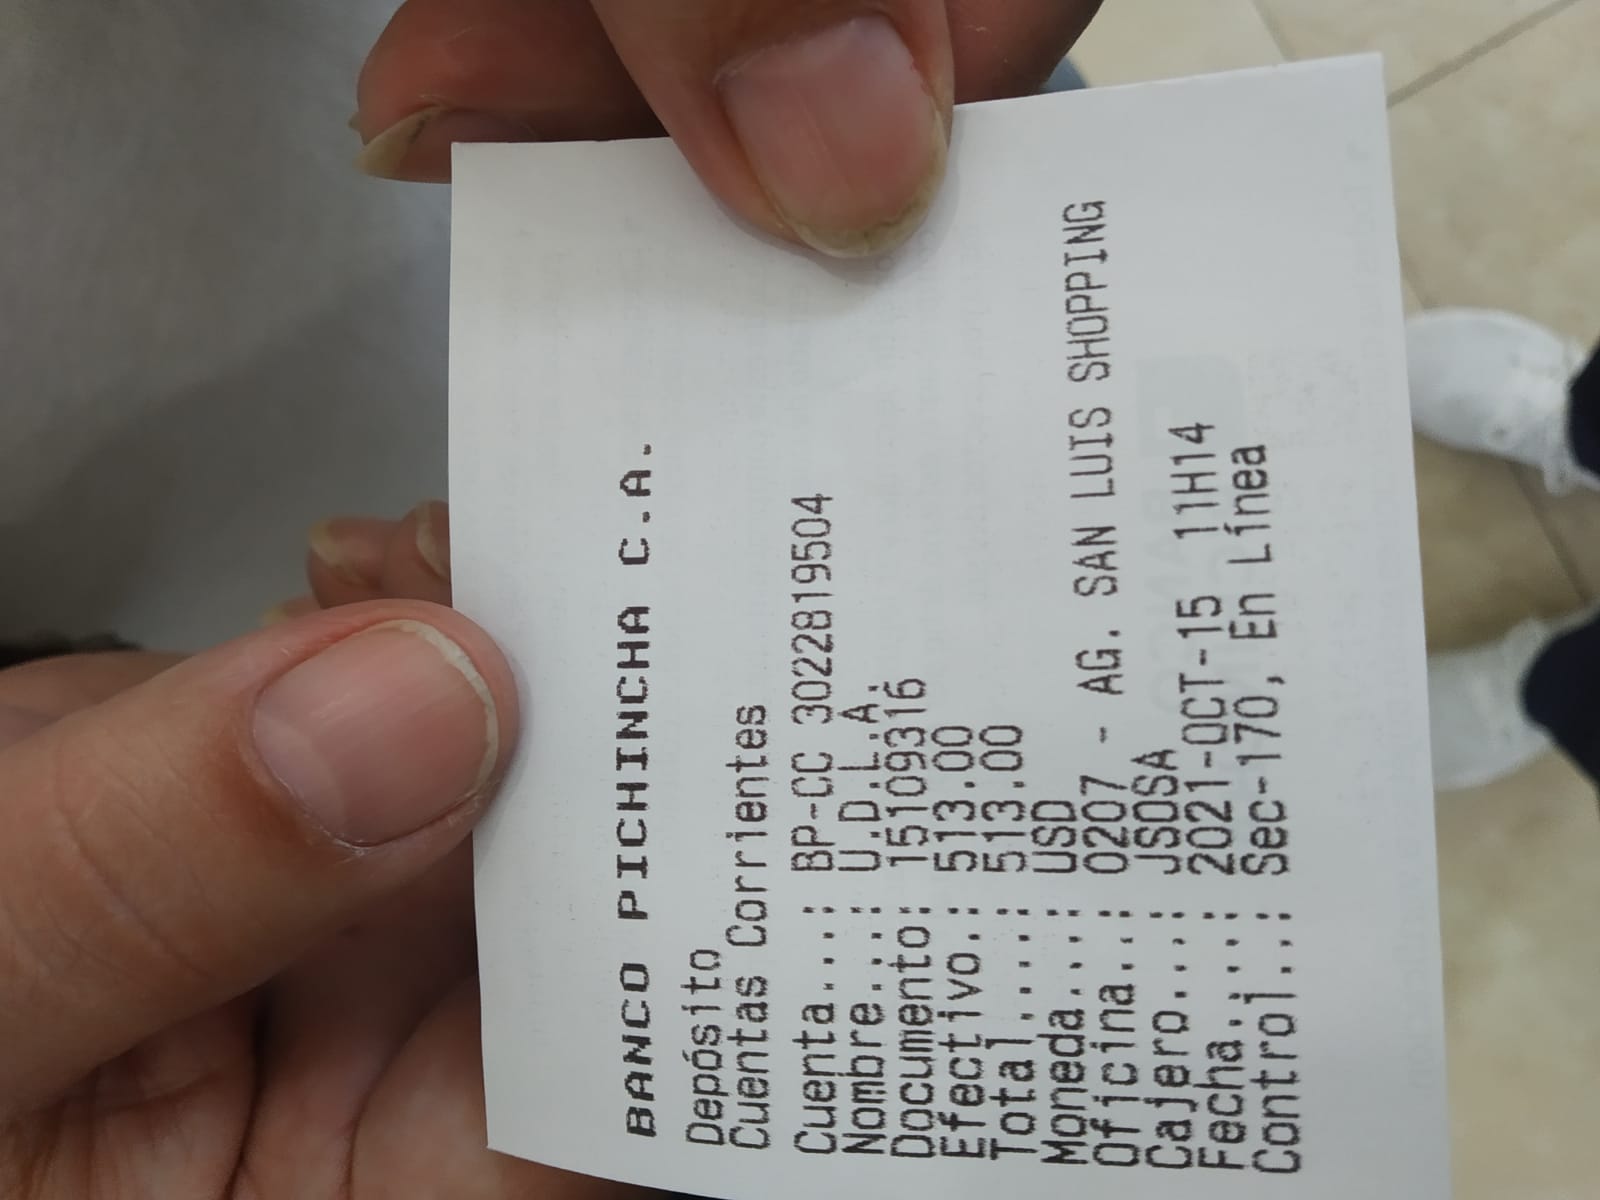 BANCO PICHINCHA C.A.
Depósito
Cuentas Corrientes
Cuenta....: BP-CC 3022819504
Nombre....: U.D.L.A.
Documento: 15109316
Efectivo.: 513.00
Total.....: 513.00
Moneda....: USD
Oficina..: 0207 - AG. SAN LUIS SHOPPING
Cajero....: JSOSA
Fecha....: 2021-OCT-15 11H14
Control..: Sec-170, En Línea